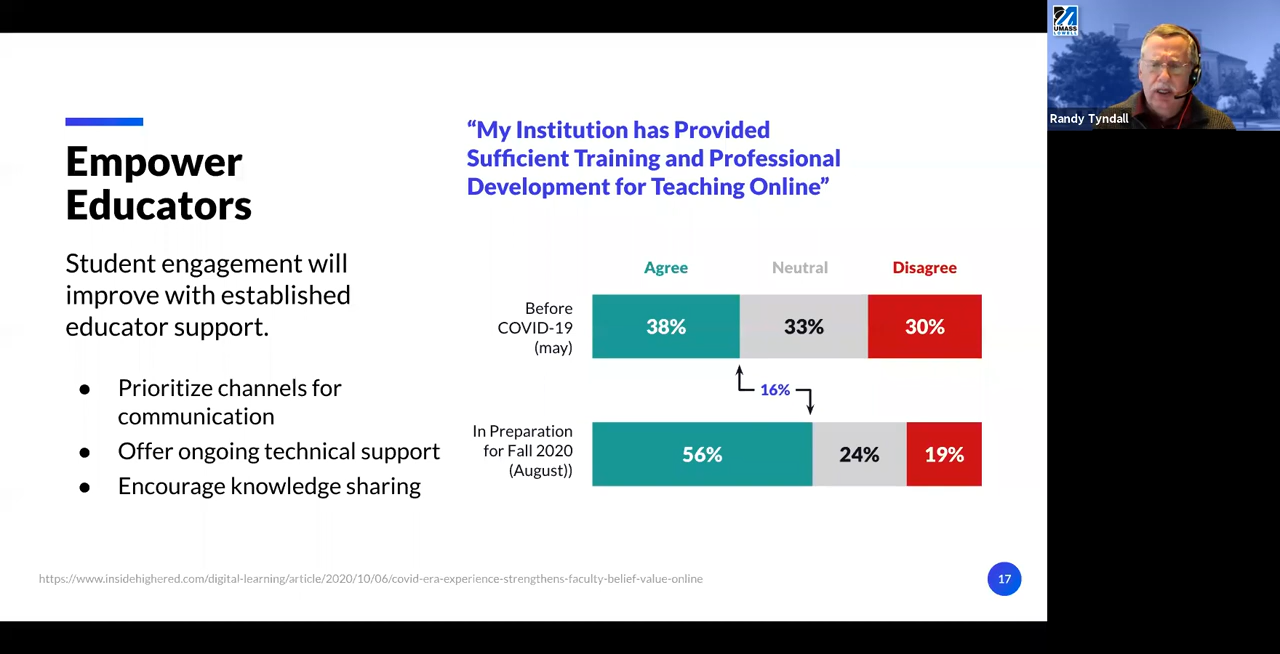 Empower
Educators
Student engagement will
improve with established
educator support.
● Prioritize channels for
communication
● Offer ongoing technical support
● Encourage knowledge sharing
“My Institution has Provided
Sufficient Training and Professional
Development for Teaching Online”
Agree Neutral Disagree
Before
COVID-19
(may)
38% 33% 30%
16%
In Preparation
for Fall 2020
(August))
56% 24% 19%
https://www.insidehighered.com/digital-learning/article/2020/10/06/covid-era-experience-strengthens-faculty-belief-value-online
17
UMASS
LOWELL
Randy Tyndall